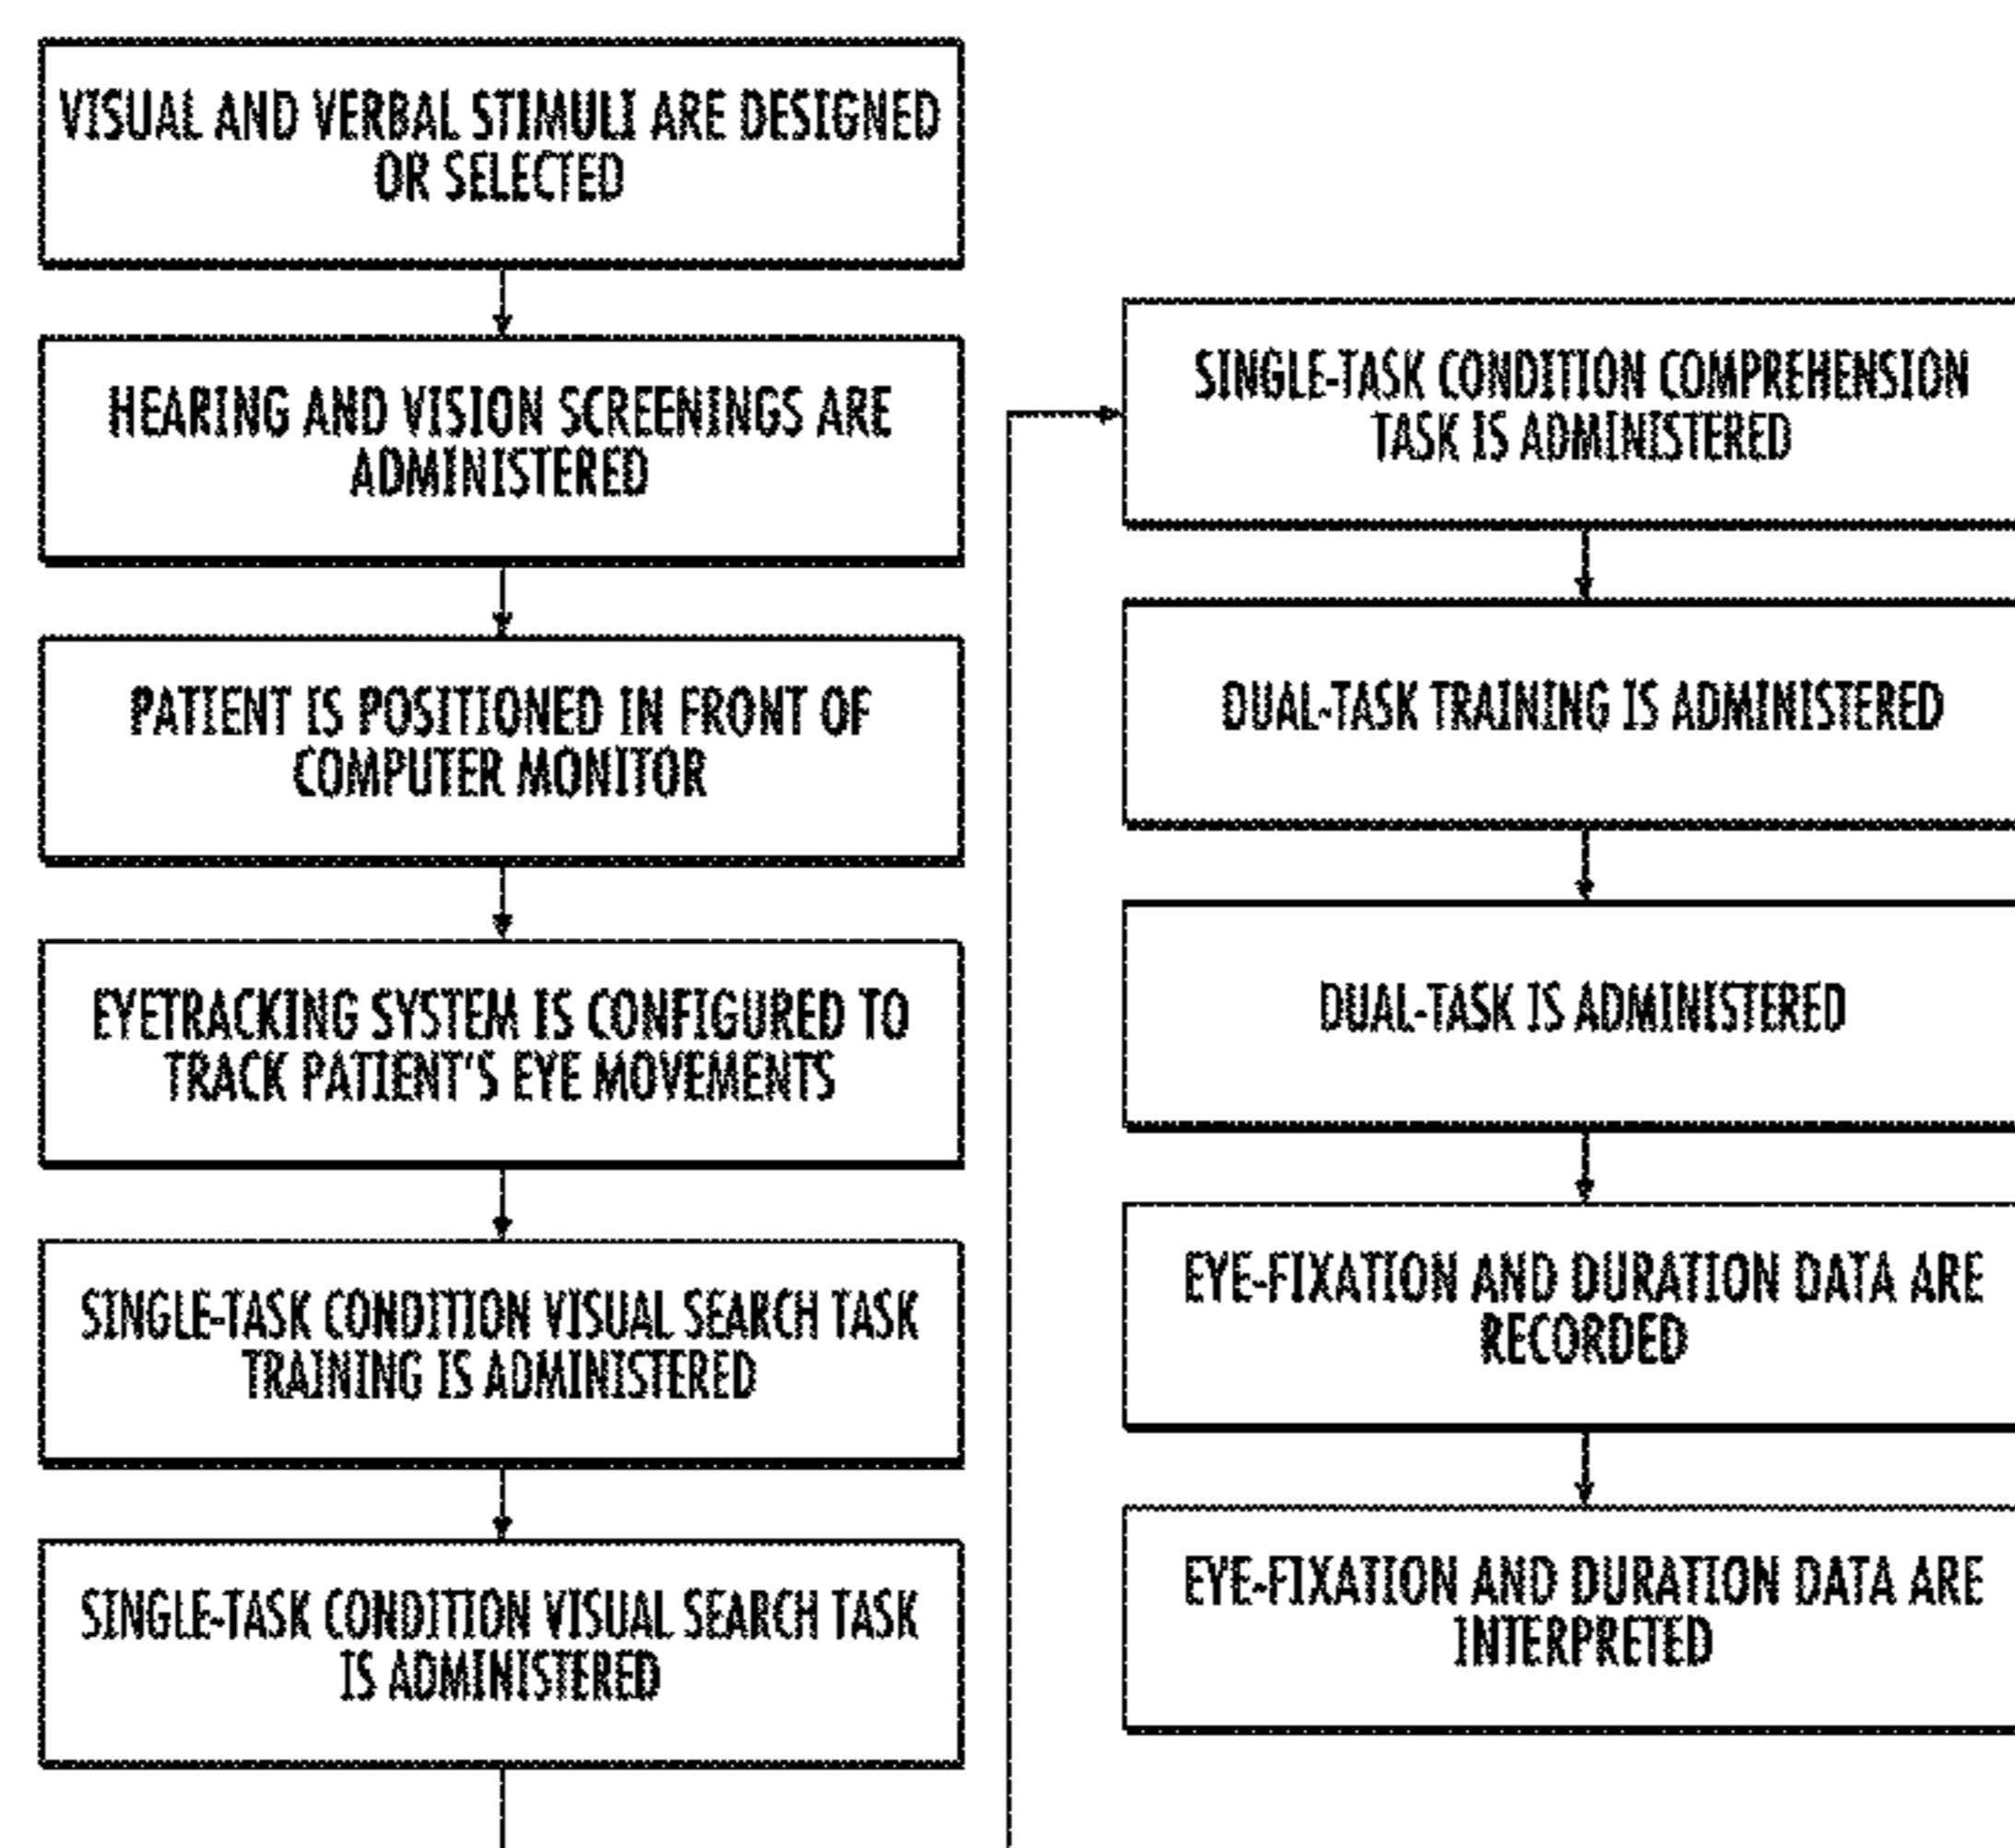 VISUAL AND VERBAL STIMULI ARE DESIGNED
OR SELECTED
HEARING AND VISION SCREENINGS ARE
ADMINISTERED
PATIENT IS POSITIONED IN FRONT OF
COMPUTER MONITOR
EYETRACKING SYSTEM IS CONFIGURED TO
TRACK PATIENT'S EYE MOVEMENTS
SINGLE-TASK CONDITION VISUAL SEARCH TASK
TRAINING IS ADMINISTERED
SINGLE-TASK CONDITION VISUAL SEARCH TASK
IS ADMINISTERED
SINGLE-TASK CONDITION COMPREHENSION
TASK IS ADMINISTERED
DUAL-TASK TRAINING IS ADMINISTERED
DUAL-TASK IS ADMINISTERED
EYE-FIXATION AND DURATION DATA ARE
RECORDED
EYE-FIXATION AND DURATION DATA ARE
INTERPRETED